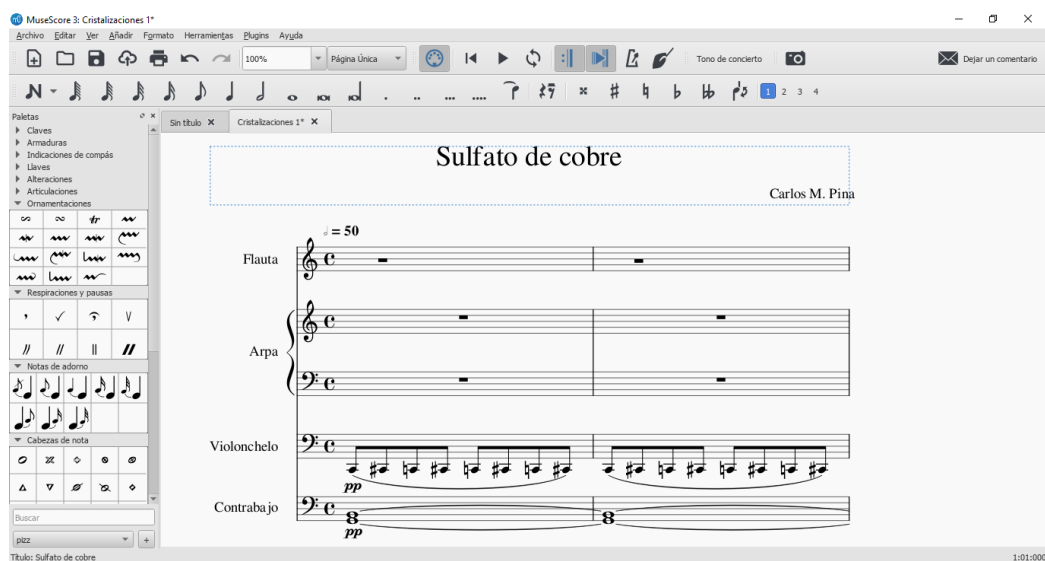 MuseScore 3: Cristalizaciones 1*
Archivo Editar Ver Añadir Formato Herramientas Plugins Ayuda
100% Página Única Tono de concierto Dejar un comentario
1 2 3 4
Paletas
Sin título Cristalizaciones 1*
Claves
Armaduras
Indicaciones de compás
Llaves
Alteraciones
Articulaciones
Ornamentaciones
tr
Respiraciones y pausas
Notas de adorno
Cabezas de nota
Buscar
pizz
Sulfato de cobre
Carlos M. Pina
= 50
Flauta
Arpa
Violonchelo
pp
Contrabajo
pp
Título: Sulfato de cobre
1:01:000